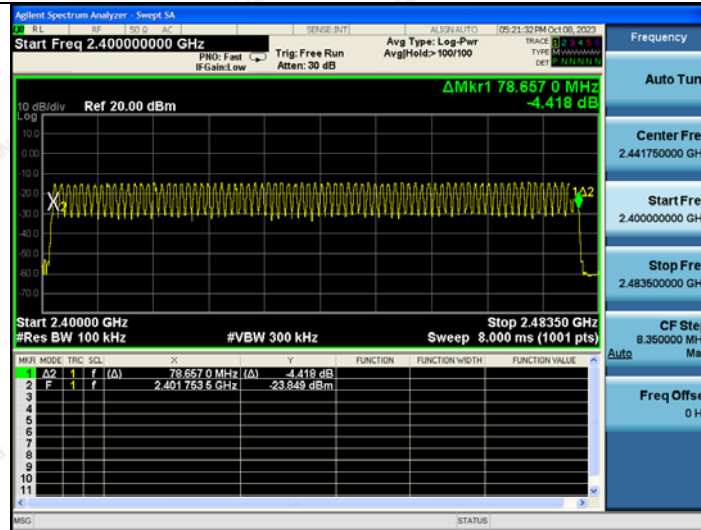 Agilent Spectrum Analyzer - Swept SA
RL RF 50 Ω AC SENSE:INT ALIGNAUTO 05:21:32 PM Oct 08, 2023
Start Freq 2.400000000 GHz
PNO: Fast
IFGain:Low
Trig: Free Run
Atten: 30 dB
Avg Type: Log-Pwr
Avg|Hold:>100/100
TRACE 1 2 3 4 5 6
TYPE
DET P N N N N N
ΔMkr1 78.657 0 MHz
-4.418 dB
10 dB/div Ref 20.00 dBm
Log
10.0
0.00
-10.0
-20.0
-30.0
-40.0
-50.0
-60.0
-70.0
X2
1Δ2
Start 2.40000 GHz Stop 2.48350 GHz
#Res BW 100 kHz #VBW 300 kHz Sweep 8.000 ms (1001 pts)
MKR MODE TRC SCL X Y FUNCTION FUNCTION WIDTH FUNCTION VALUE
1 Δ2 1 f (Δ) 78.657 0 MHz (Δ) -4.418 dB
2 F 1 f 2.401 753 5 GHz -23.849 dBm
3
4
5
6
7
8
9
10
11
MSG STATUS
Frequency
Auto Tun
Center Fre
2.441750000 GH
Start Fre
2.400000000 GH
Stop Fre
2.483500000 GH
CF Ste
8.350000 MH
Auto Ma
Freq Offse
0 H